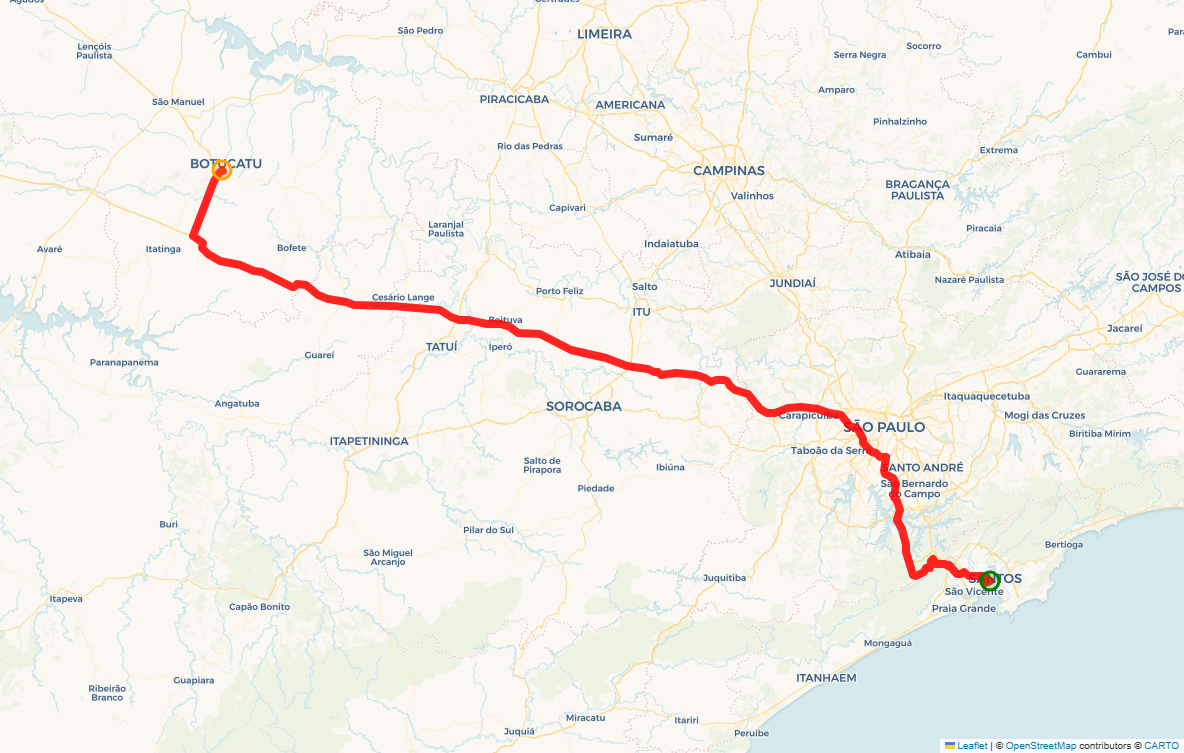 Agudos
Gertrudes
Lençóis
Paulista
São Pedro
LIMEIRA
Socorro
Serra Negra
Cambui
São Manuel
PIRACICABA
AMERICANA
Amparo
Pinhalzinho
Sumaré
Rio das Pedras
Extrema
BOTUCATU
CAMPINAS
BRAGANÇA
PAULISTA
Valinhos
Capivari
Laranjal
Paulista
Piracaia
Avaré
Itatinga
Bofete
Indaiatuba
Atibaia
Nazaré Paulista
SÃO JOSÉ DO
CAMPOS
JUNDIAÍ
Salto
Porto Feliz
Cesário Lange
ITU
Boituva
Jacareí
TATUÍ
Iperó
Guareí
Paranapanema
Guararema
Angatuba
SOROCABA
Itaquaquecetuba
Carapicuíba
Mogi das Cruzes
SÃO PAULO
Biritiba Mirim
ITAPETININGA
Taboão da Serra
Salto de
Pirapora
Ibiúna
SANTO ANDRÉ
São Bernardo
do Campo
Piedade
Buri
Pilar do Sul
Bertioga
São Miguel
Arcanjo
Juquitiba
SANTOS
São Vicente
Itapeva
Capão Bonito
Praia Grande
Mongaguá
Guapiara
ITANHAEM
Ribeirão
Branco
Miracatu
Itariri
Juquiá
Peruíbe
Leaflet | © OpenStreetMap contributors © CARTO